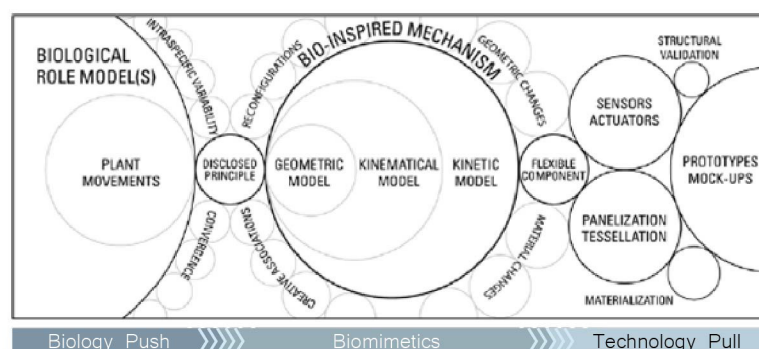 BIOLOGICAL
ROLE MODEL(S)
PLANT
MOVEMENTS
INTRASPECIFIC VARIABILITY
CONVERGENCE
DISCLOSED
PRINCIPLE
RECONFIGURATIONS
CREATIVE ASSOCIATIONS
BIO-INSPIRED MECHANISM
GEOMETRIC
MODEL
KINEMATICAL
MODEL
KINETIC
MODEL
GEOMETRIC CHANGES
MATERIAL CHANGES
FLEXIBLE
COMPONENT
SENSORS
ACTUATORS
PANELIZATION
TESSELLATION
STRUCTURAL
VALIDATION
MATERIALIZATION
PROTOTYPES
MOCK-UPS
Biology Push
Biomimetics
Technology Pull